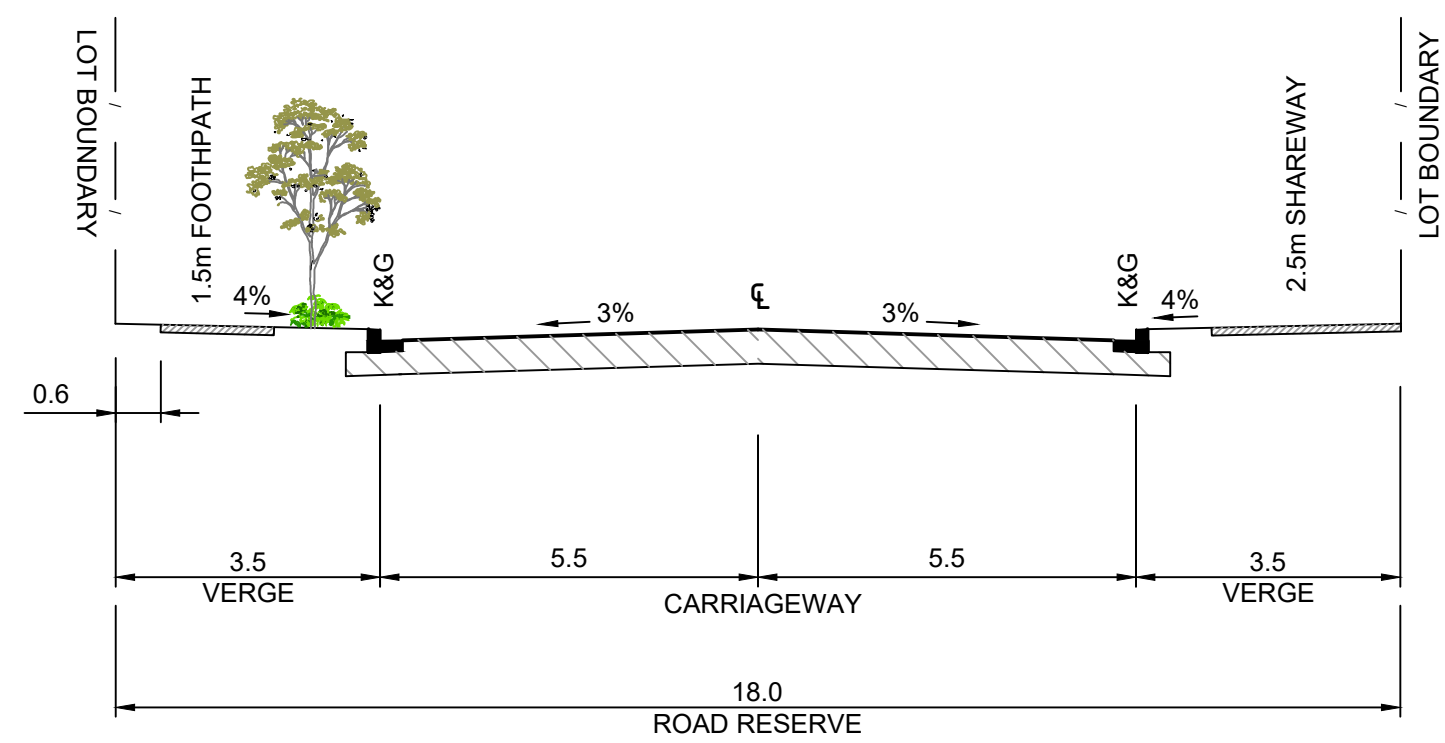 LOT BOUNDARY
1.5m FOOTHPATH
K&G
K&G
2.5m SHAREWAY
LOT BOUNDARY
4%
3%
℄
3%
4%
0.6
3.5
VERGE
5.5
5.5
CARRIAGEWAY
3.5
VERGE
18.0
ROAD RESERVE